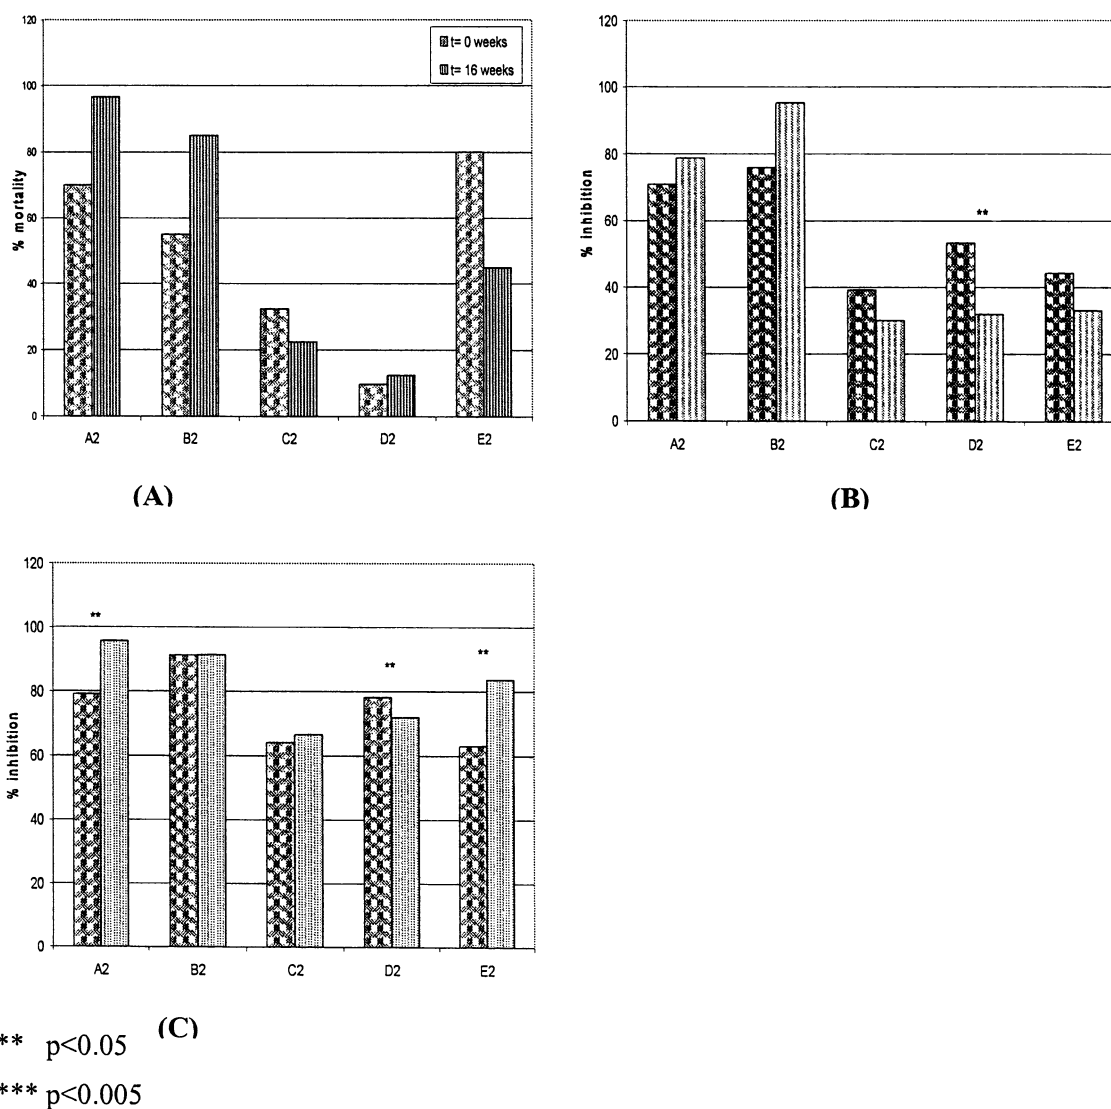 120
100
80
60
40
20
0
% mortality
t= 0 weeks
t= 16 weeks
A2 B2 C2 D2 E2
(A)
120
100
80
60
40
20
0
% inhibition
**
A2 B2 C2 D2 E2
(B)
120
100
80
60
40
20
0
% inhibition
** ** **
A2 B2 C2 D2 E2
(C)
** p<0.05
*** p<0.005